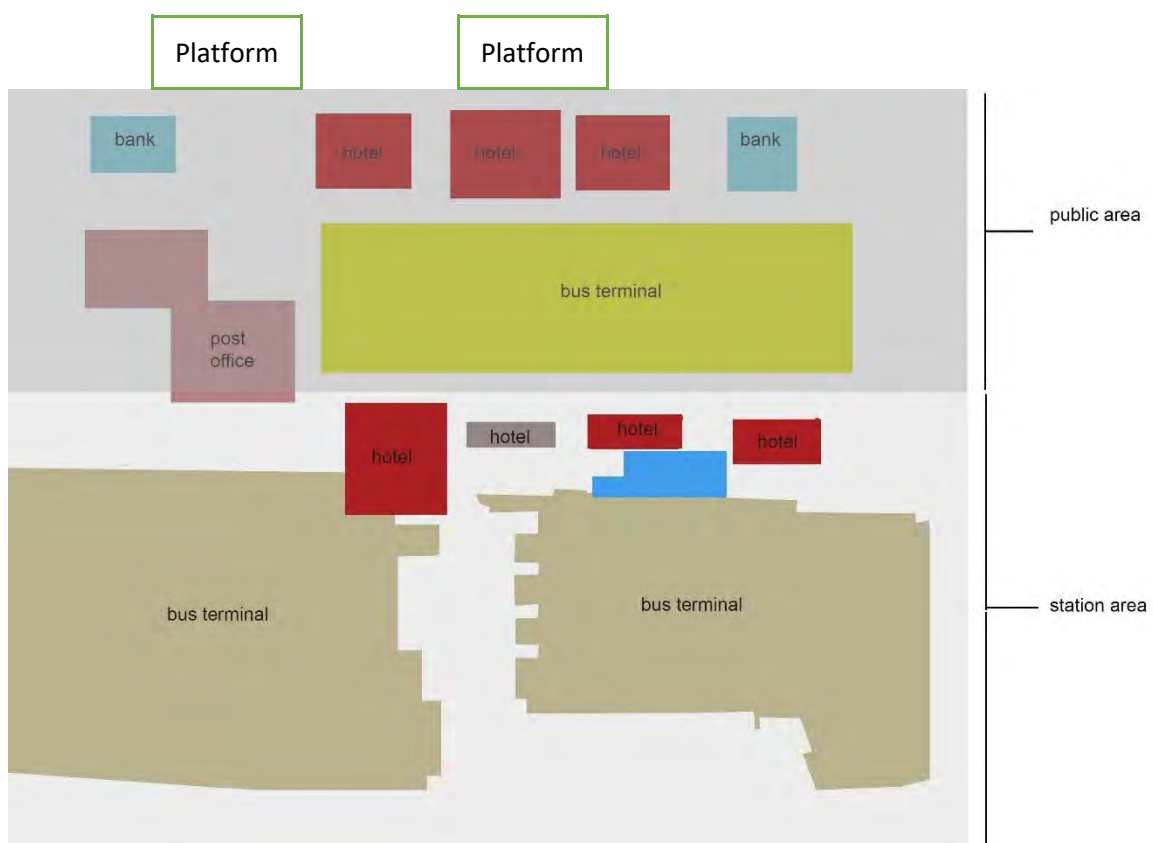 Platform
Platform
bank
hotel
hotel
hotel
bank
public area
bus terminal
post
office
hotel
hotel
hotel
hotel
bus terminal
bus terminal
station area